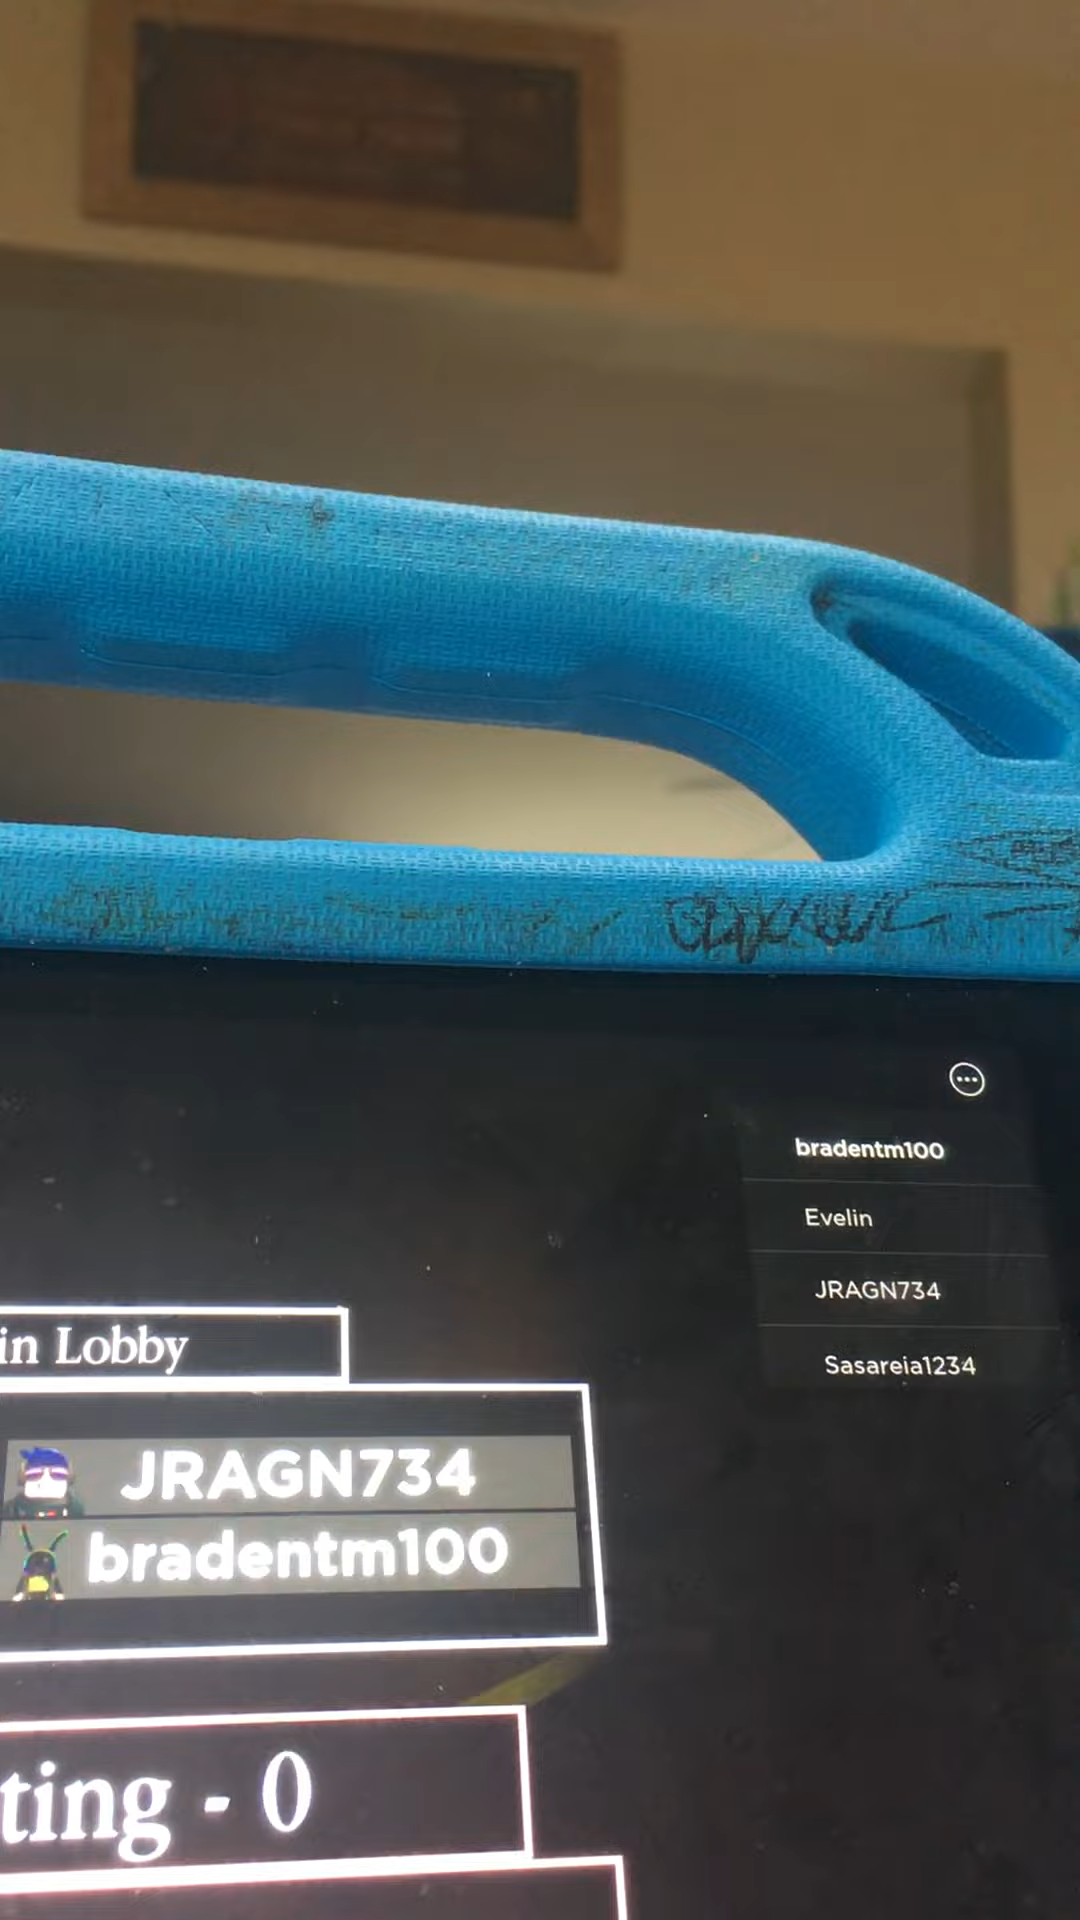 bradentm100
Evelin
JRAGN734
Sasareia1234
in Lobby
JRAGN734
bradentm100
ting - 0